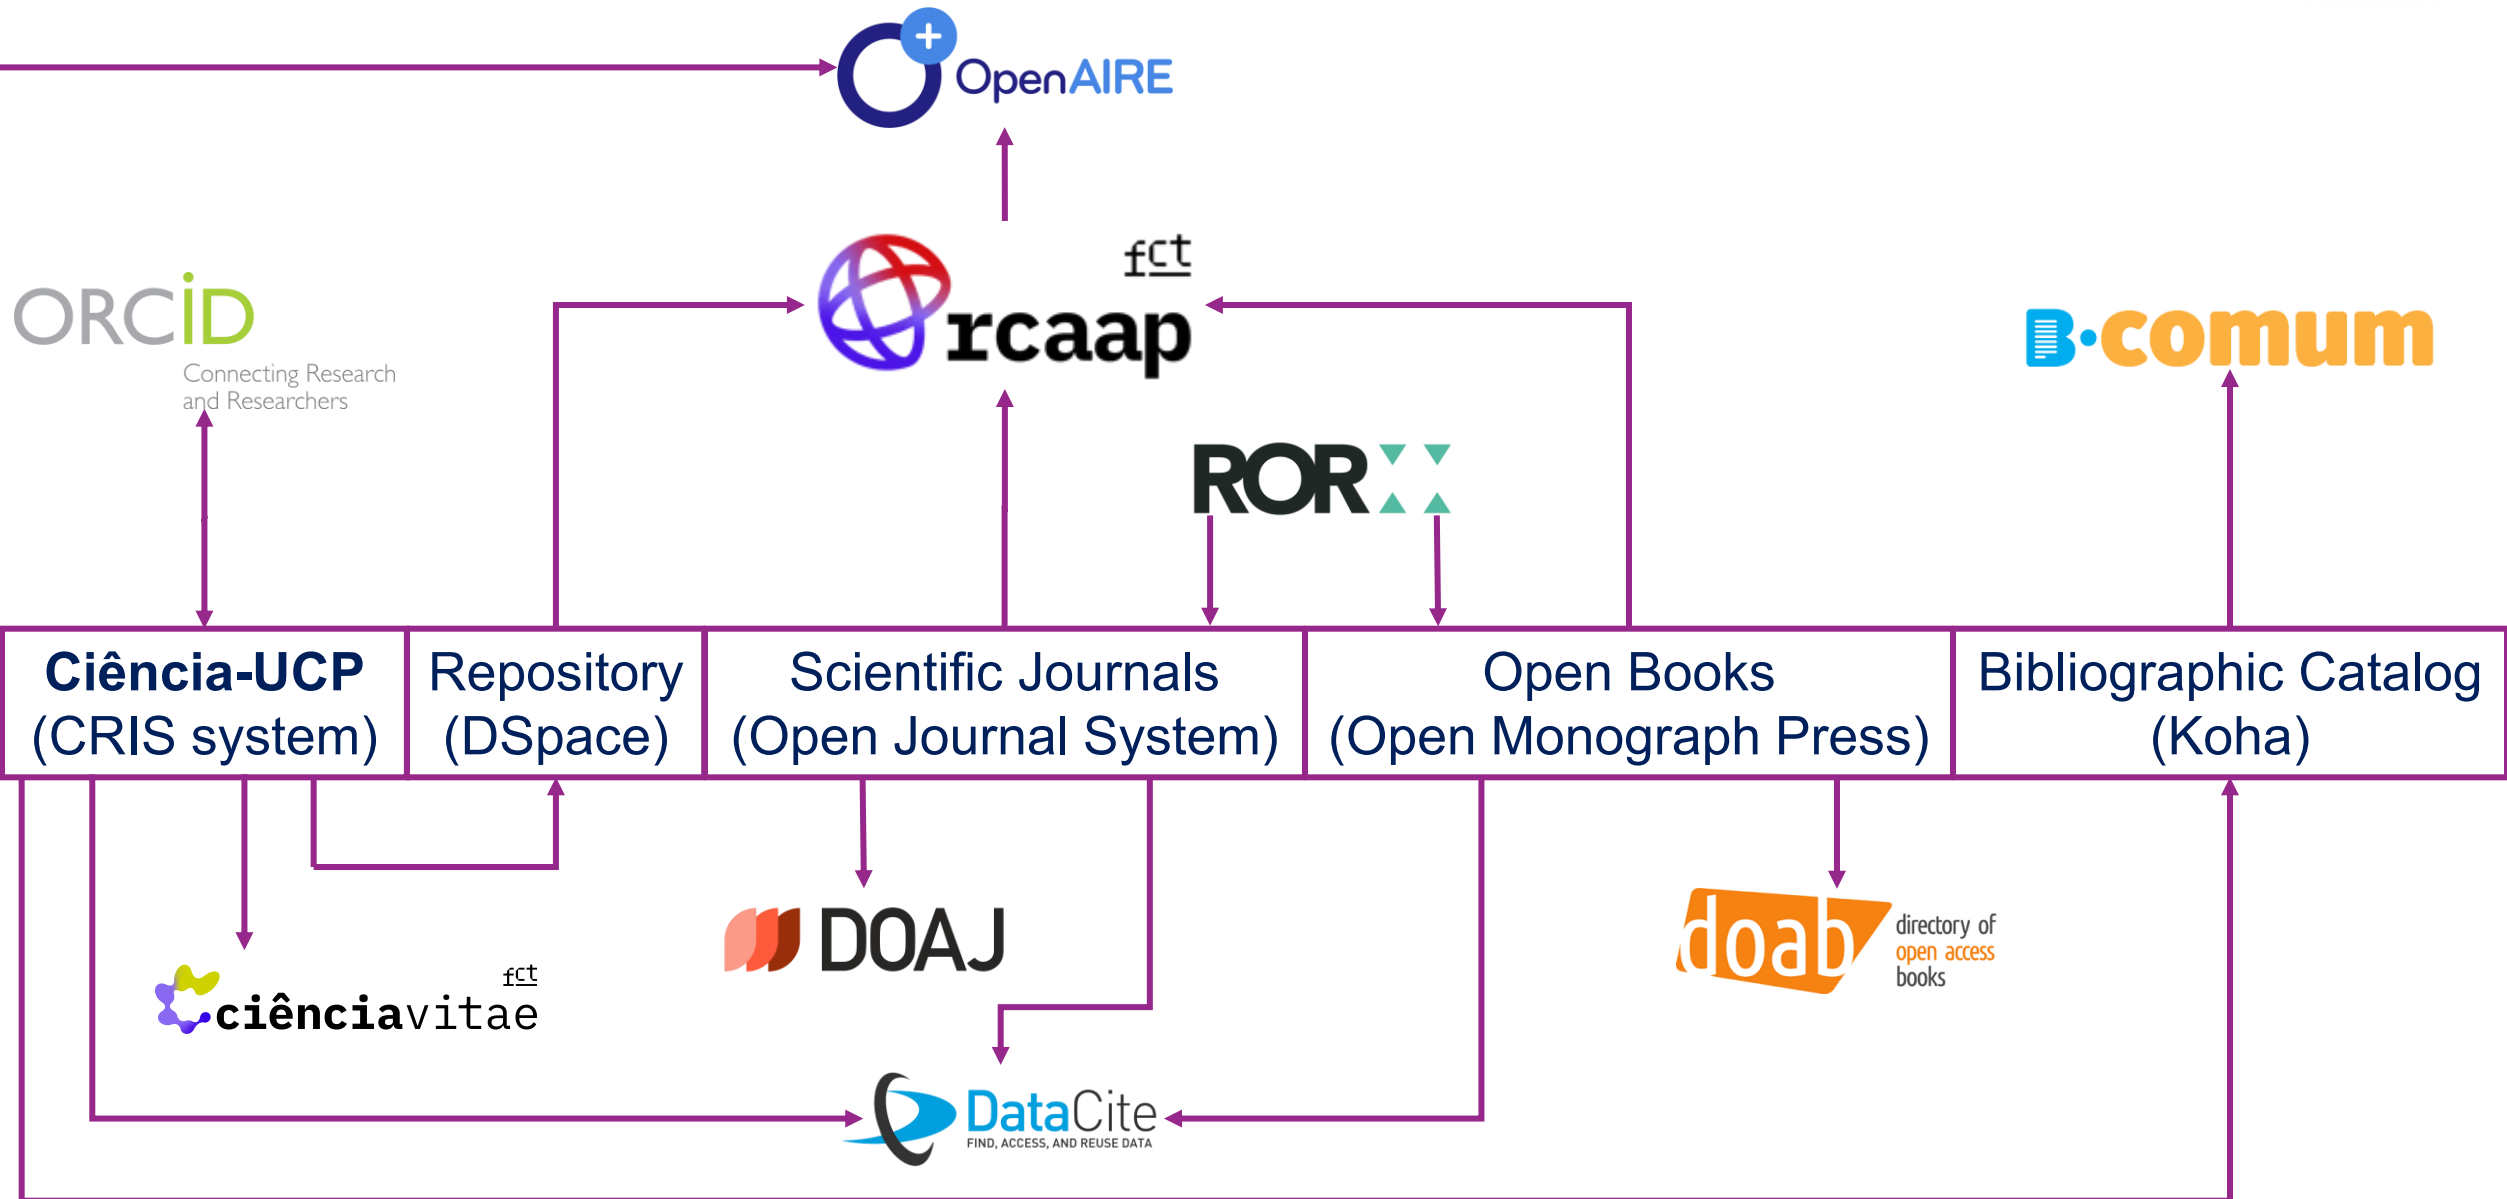 OpenAIRE
fct
rcaap
ORCiD
Connecting Research
and Researchers
B·comum
ROR
Ciência-UCP
(CRIS system)
Repository
(DSpace)
Scientific Journals
(Open Journal System)
Open Books
(Open Monograph Press)
Bibliographic Catalog
(Koha)
DOAJ
doab
directory of
open access
books
fct
ciênciavitae
DataCite
FIND, ACCESS, AND REUSE DATA